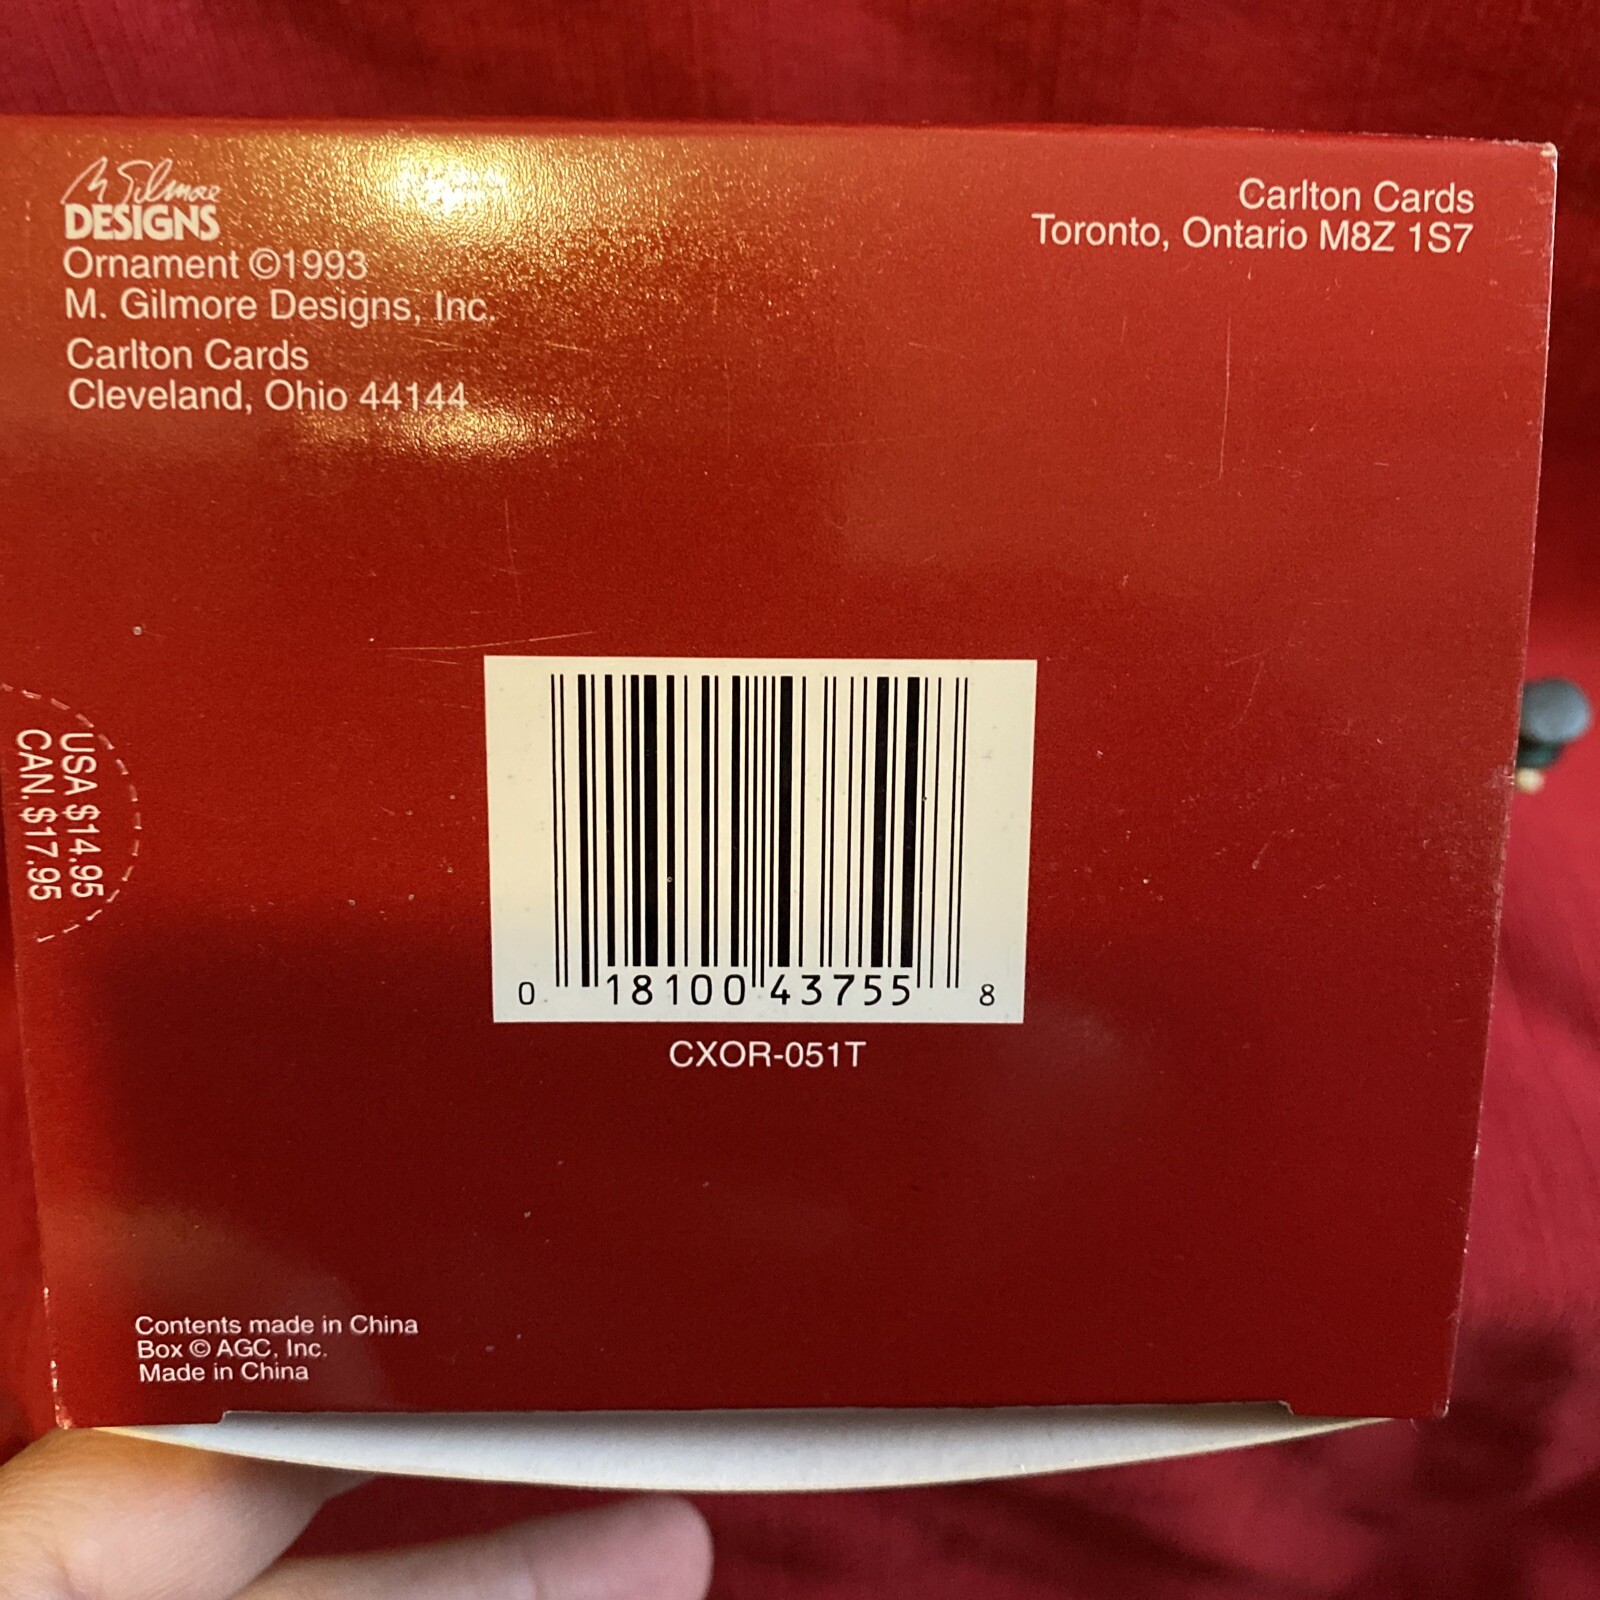 M Gilmore
DESIGNS
Ornament ©1993
M. Gilmore Designs, Inc.
Carlton Cards
Cleveland, Ohio 44144
Carlton Cards
Toronto, Ontario M8Z 1S7
USA $14.95
CAN. $17.95
0 18100 43755 8
CXOR-051T
Contents made in China
Box © AGC, Inc.
Made in China